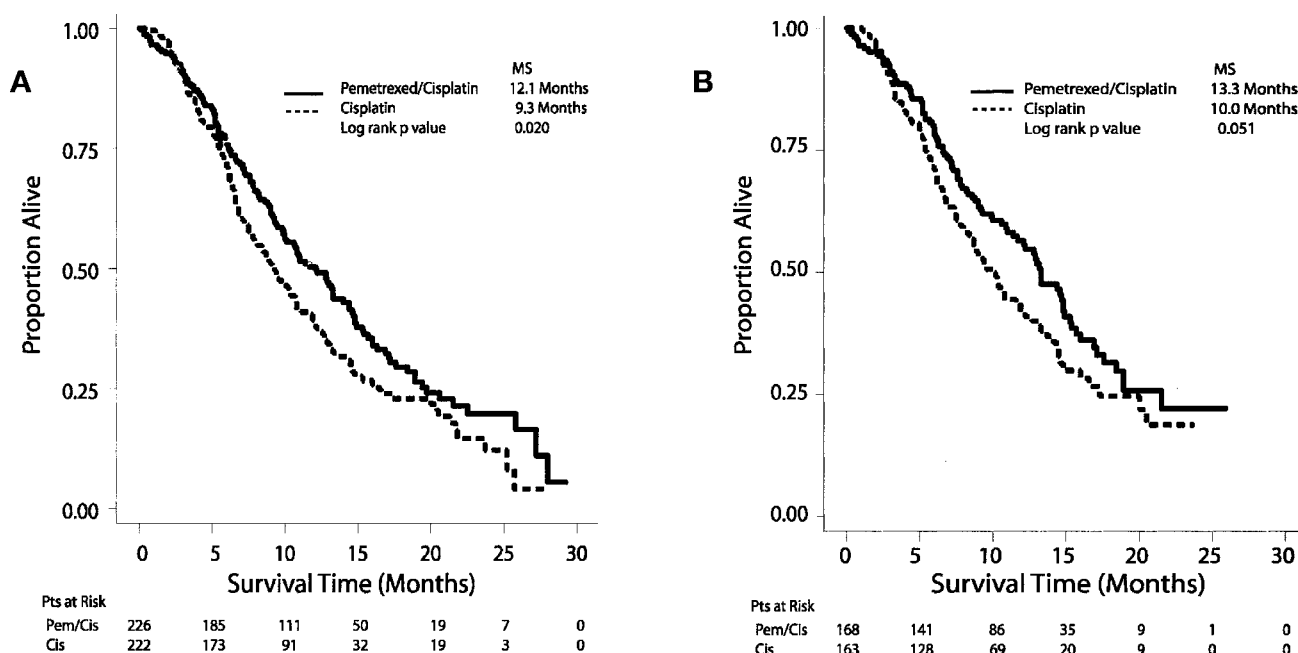 A
MS
Pemetrexed/Cisplatin 12.1 Months
Cisplatin 9.3 Months
Log rank p value 0.020
Proportion Alive
1.00
0.75
0.50
0.25
0.00
0 5 10 15 20 25 30
Survival Time (Months)
Pts at Risk
Pem/Cis 226 185 111 50 19 7 0
Cis 222 173 91 32 19 3 0
B
MS
Pemetrexed/Cisplatin 13.3 Months
Cisplatin 10.0 Months
Log rank p value 0.051
Proportion Alive
1.00
0.75
0.50
0.25
0.00
0 5 10 15 20 25 30
Survival Time (Months)
Pts at Risk
Pem/Cis 168 141 86 35 9 1 0
Cis 163 128 69 20 9 0 0